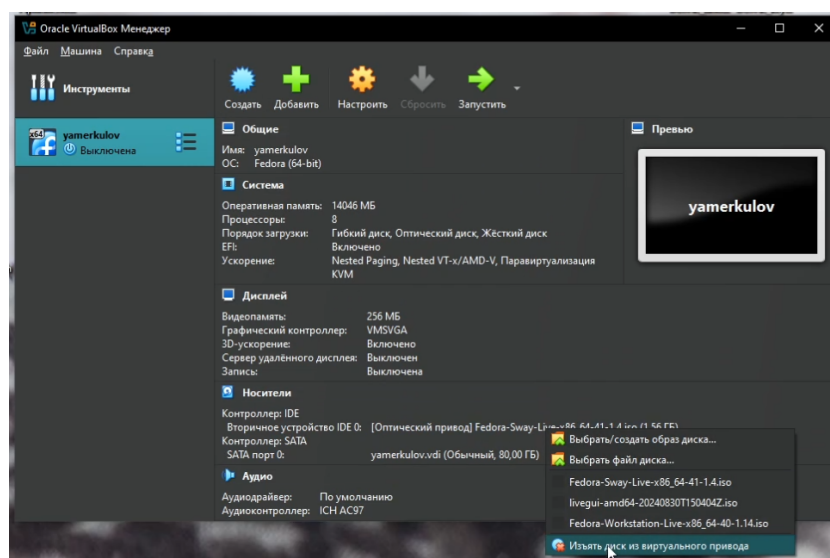 Oracle VirtualBox Менеджер
Файл Машина Справка
Инструменты
Создать Добавить Настроить Сбросить Запустить
x64
yamerkulov
Выключена
Общие
Имя: yamerkulov
ОС: Fedora (64-bit)
Превью
yamerkulov
Система
Оперативная память: 14046 МБ
Процессоры: 8
Порядок загрузки: Гибкий диск, Оптический диск, Жёсткий диск
EFI: Включено
Ускорение: Nested Paging, Nested VT-x/AMD-V, Паравиртуализация
KVM
Дисплей
Видеопамять: 256 МБ
Графический контроллер: VMSVGA
3D-ускорение: Включено
Сервер удалённого дисплея: Выключен
Запись: Выключена
Носители
Контроллер: IDE
Вторичное устройство IDE 0: [Оптический привод] Fedora-Sway-Live-x86_64-41-1.4.iso (1,56 ГБ)
Контроллер: SATA
SATA порт 0: yamerkulov.vdi (Обычный, 80,00 ГБ)
Аудио
Аудиодрайвер: По умолчанию
Аудиоконтроллер: ICH AC97
Выбрать/создать образ диска...
Выбрать файл диска...
Fedora-Sway-Live-x86_64-41-1.4.iso
livegui-amd64-20240830T150404Z.iso
Fedora-Workstation-Live-x86_64-40-1.14.iso
Изъять диск из виртуального привода